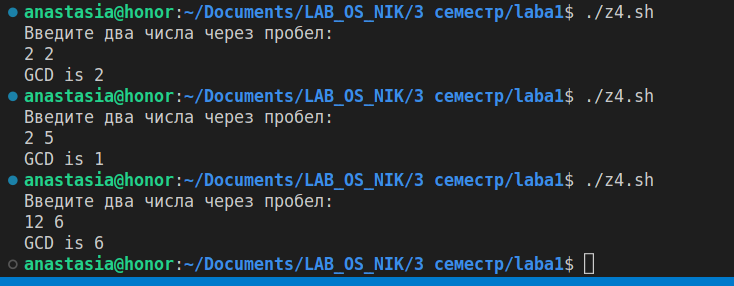 anastasia@honor:~/Documents/LAB_OS_NIK/3 семестр/laba1$ ./z4.sh
Введите два числа через пробел:
2 2
GCD is 2
anastasia@honor:~/Documents/LAB_OS_NIK/3 семестр/laba1$ ./z4.sh
Введите два числа через пробел:
2 5
GCD is 1
anastasia@honor:~/Documents/LAB_OS_NIK/3 семестр/laba1$ ./z4.sh
Введите два числа через пробел:
12 6
GCD is 6
anastasia@honor:~/Documents/LAB_OS_NIK/3 семестр/laba1$